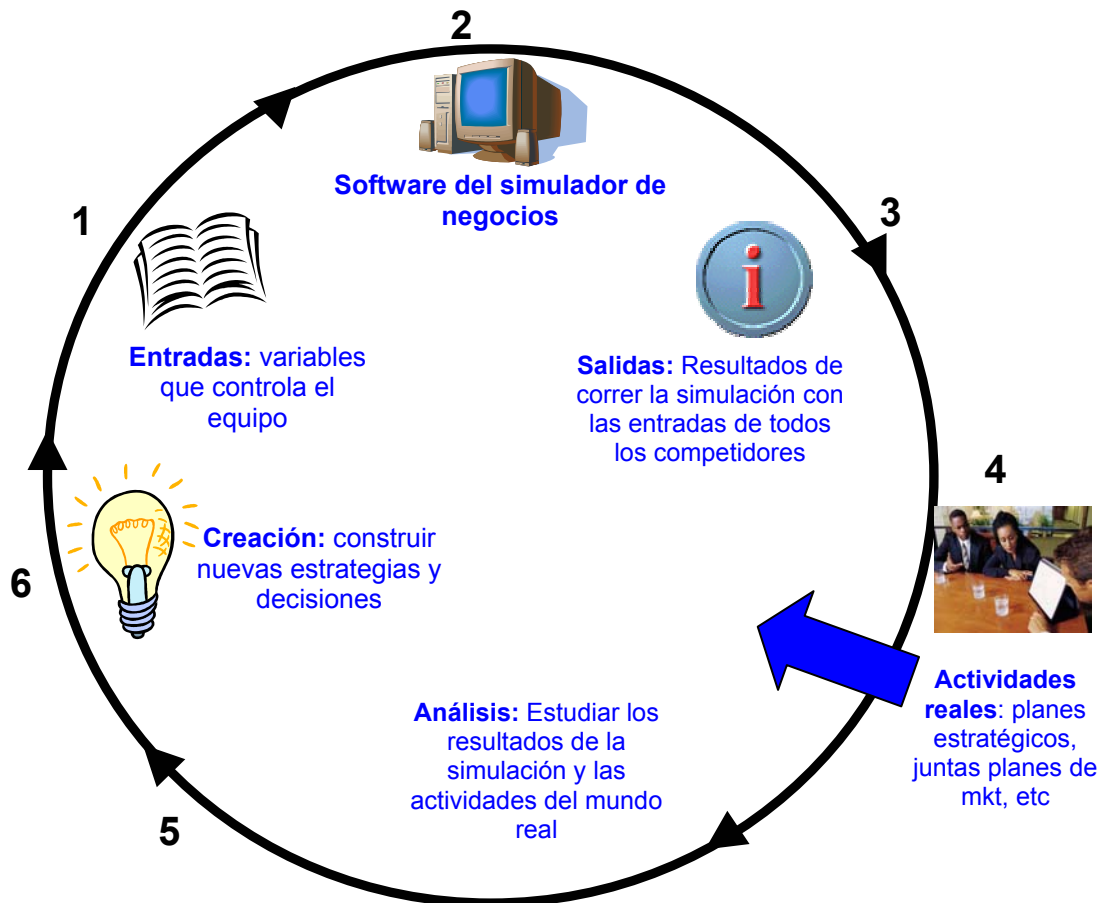 1
Entradas: variables
que controla el
equipo
2
Software del simulador de
negocios
3
Salidas: Resultados de
correr la simulación con
las entradas de todos
los competidores
4
Actividades
reales: planes
estratégicos,
juntas planes de
mkt, etc
5
Análisis: Estudiar los
resultados de la
simulación y las
actividades del mundo
real
6
Creación: construir
nuevas estrategias y
decisiones